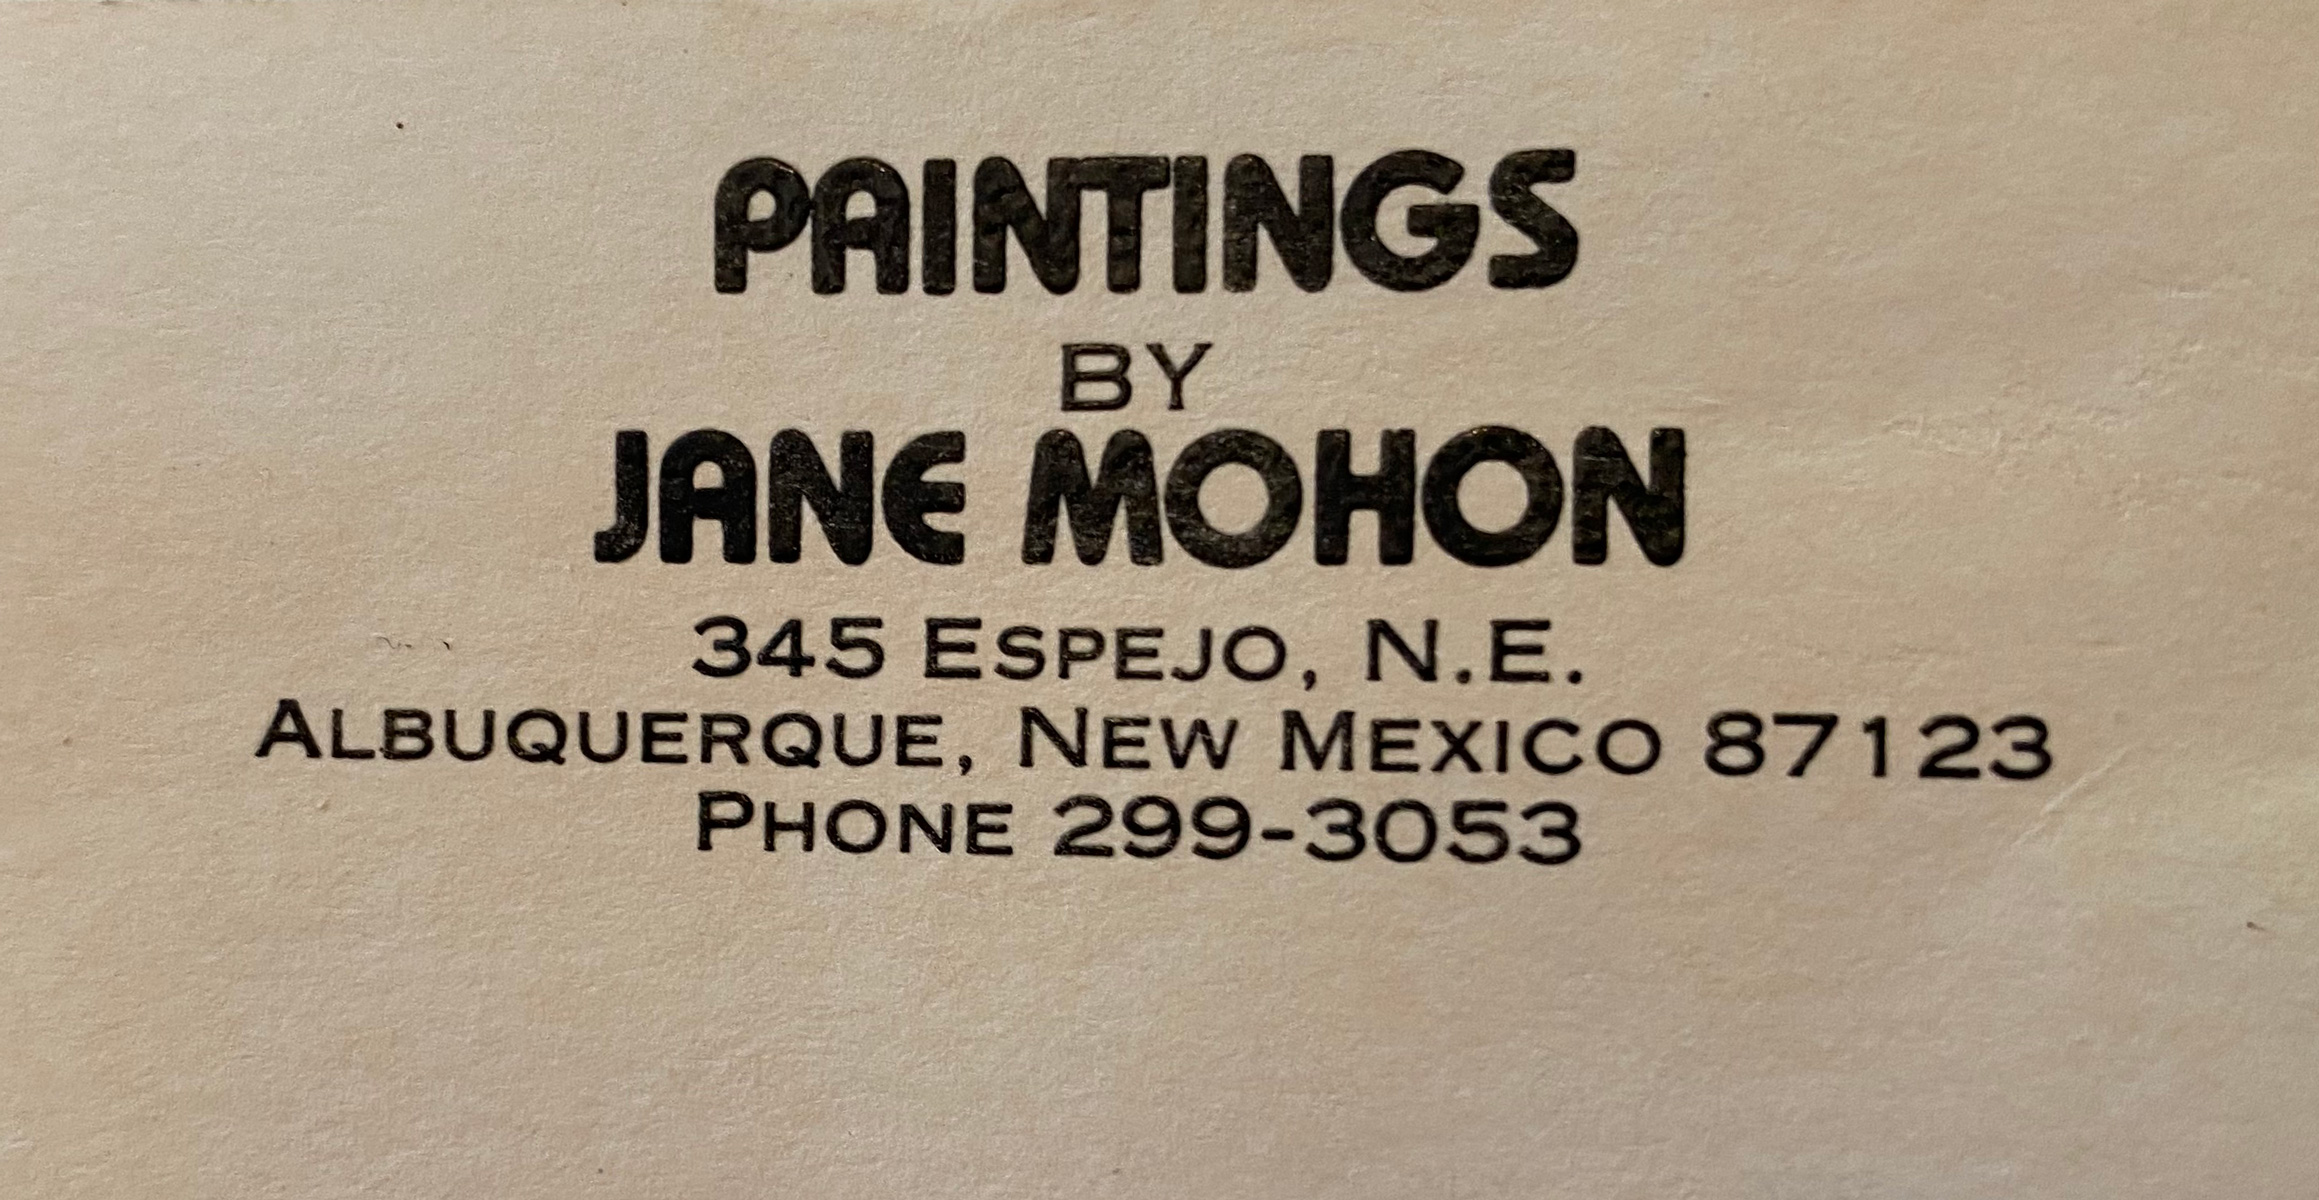 PAINTINGS
BY
JANE MOHON
345 ESPEJO, N.E.
ALBUQUERQUE, NEW MEXICO 87123
PHONE 299-3053